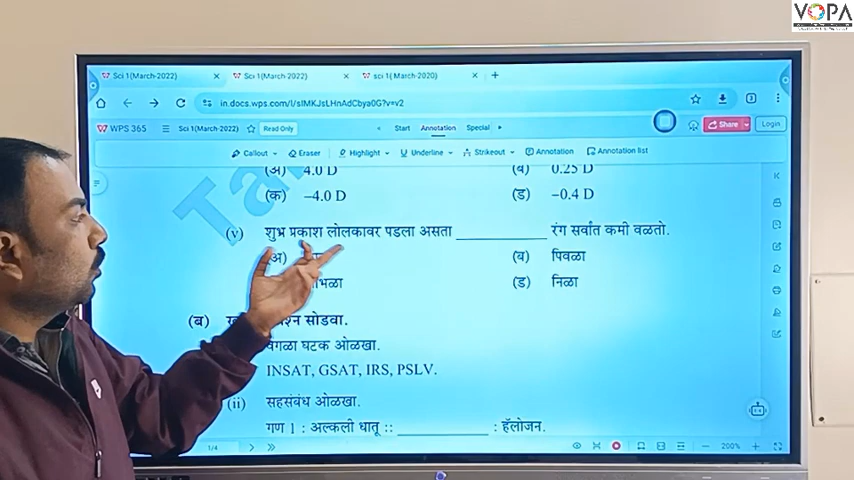 VOPA
Sci 1(March-2022) Sci 1(March-2022) sci 1( March-2020)
in.docs.wps.com/l/sIMKJsLHnAdCbya0G?v=v2
WPS 365 Sci 1(March-2022) Read Only Start Annotation Special Share Login
Callout Eraser Highlight Underline Strikeout Annotation Annotation list
(अ) 4.0 D (ब) 0.25 D
(क) –4.0 D (ड) –0.4 D
(v) शुभ्र प्रकाश लोलकावर पडला असता __________ रंग सर्वांत कमी वळतो.
(अ) (ब) पिवळा
(ड) निळा
(ब) प्रश्न सोडवा.
वेगळा घटक ओळखा.
INSAT, GSAT, IRS, PSLV.
(ii) सहसंबंध ओळखा.
गण 1 : अल्कली धातू :: __________ : हॅलोजन.
1/4 200%